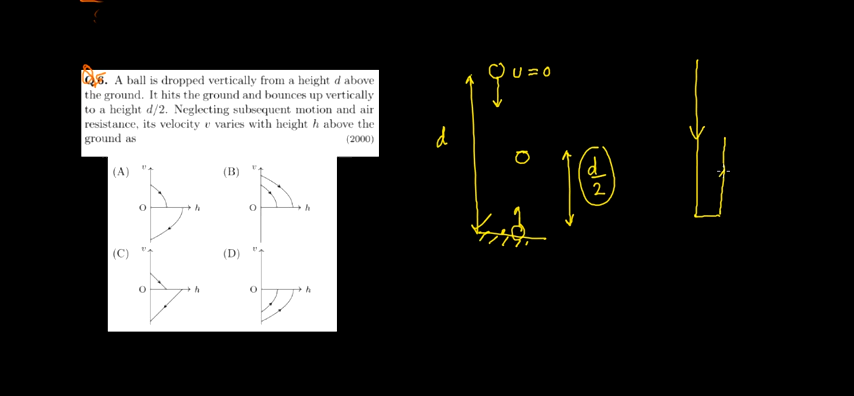 Q.6. A ball is dropped vertically from a height d above
the ground. It hits the ground and bounces up vertically
to a height d/2. Neglecting subsequent motion and air
resistance, its velocity v varies with height h above the
ground as (2000)
(A) v O h
(B) v O h
(C) v O h
(D) v O h
u = 0
d
d/2